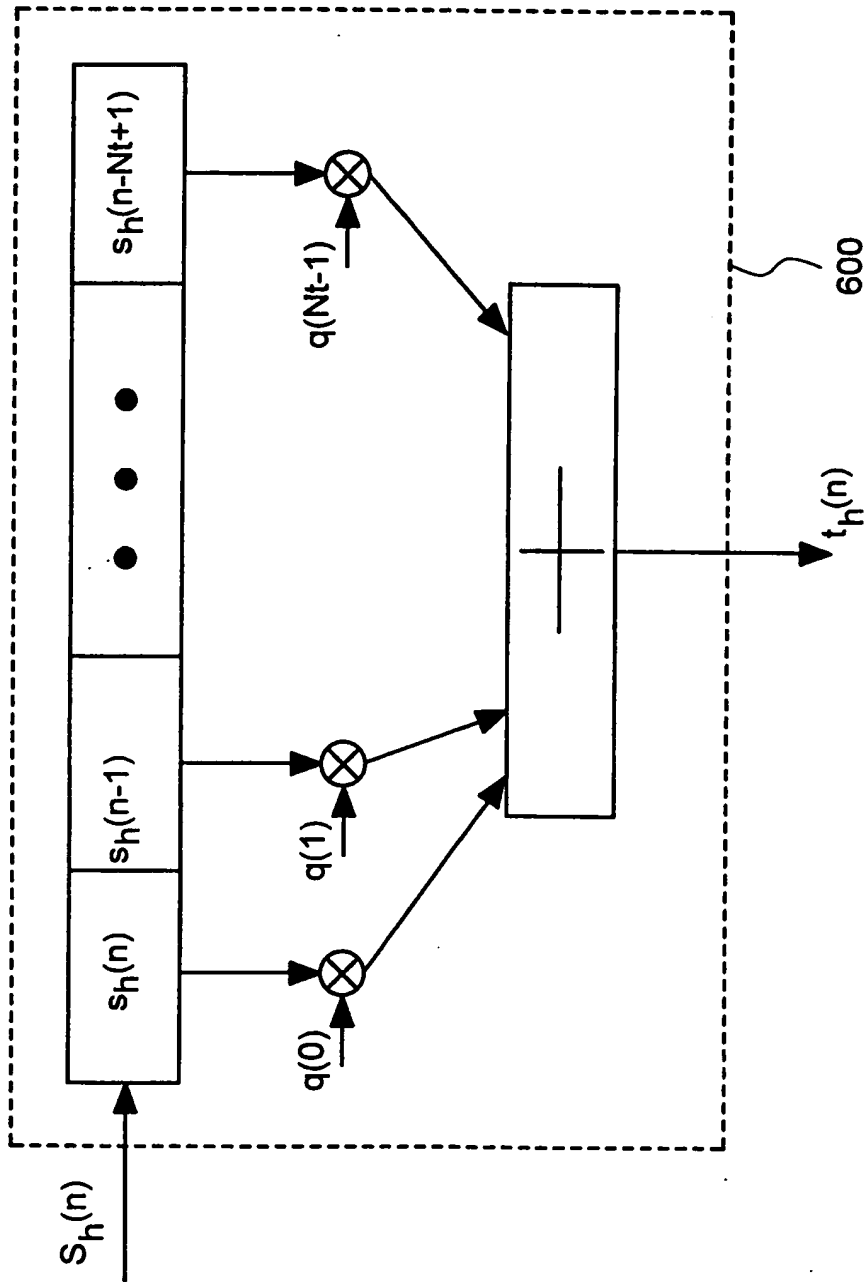 S_h(n)
s_h(n)
s_h(n-1)
s_h(n-Nt+1)
q(0)
q(1)
q(Nt-1)
+
t_h(n)
600